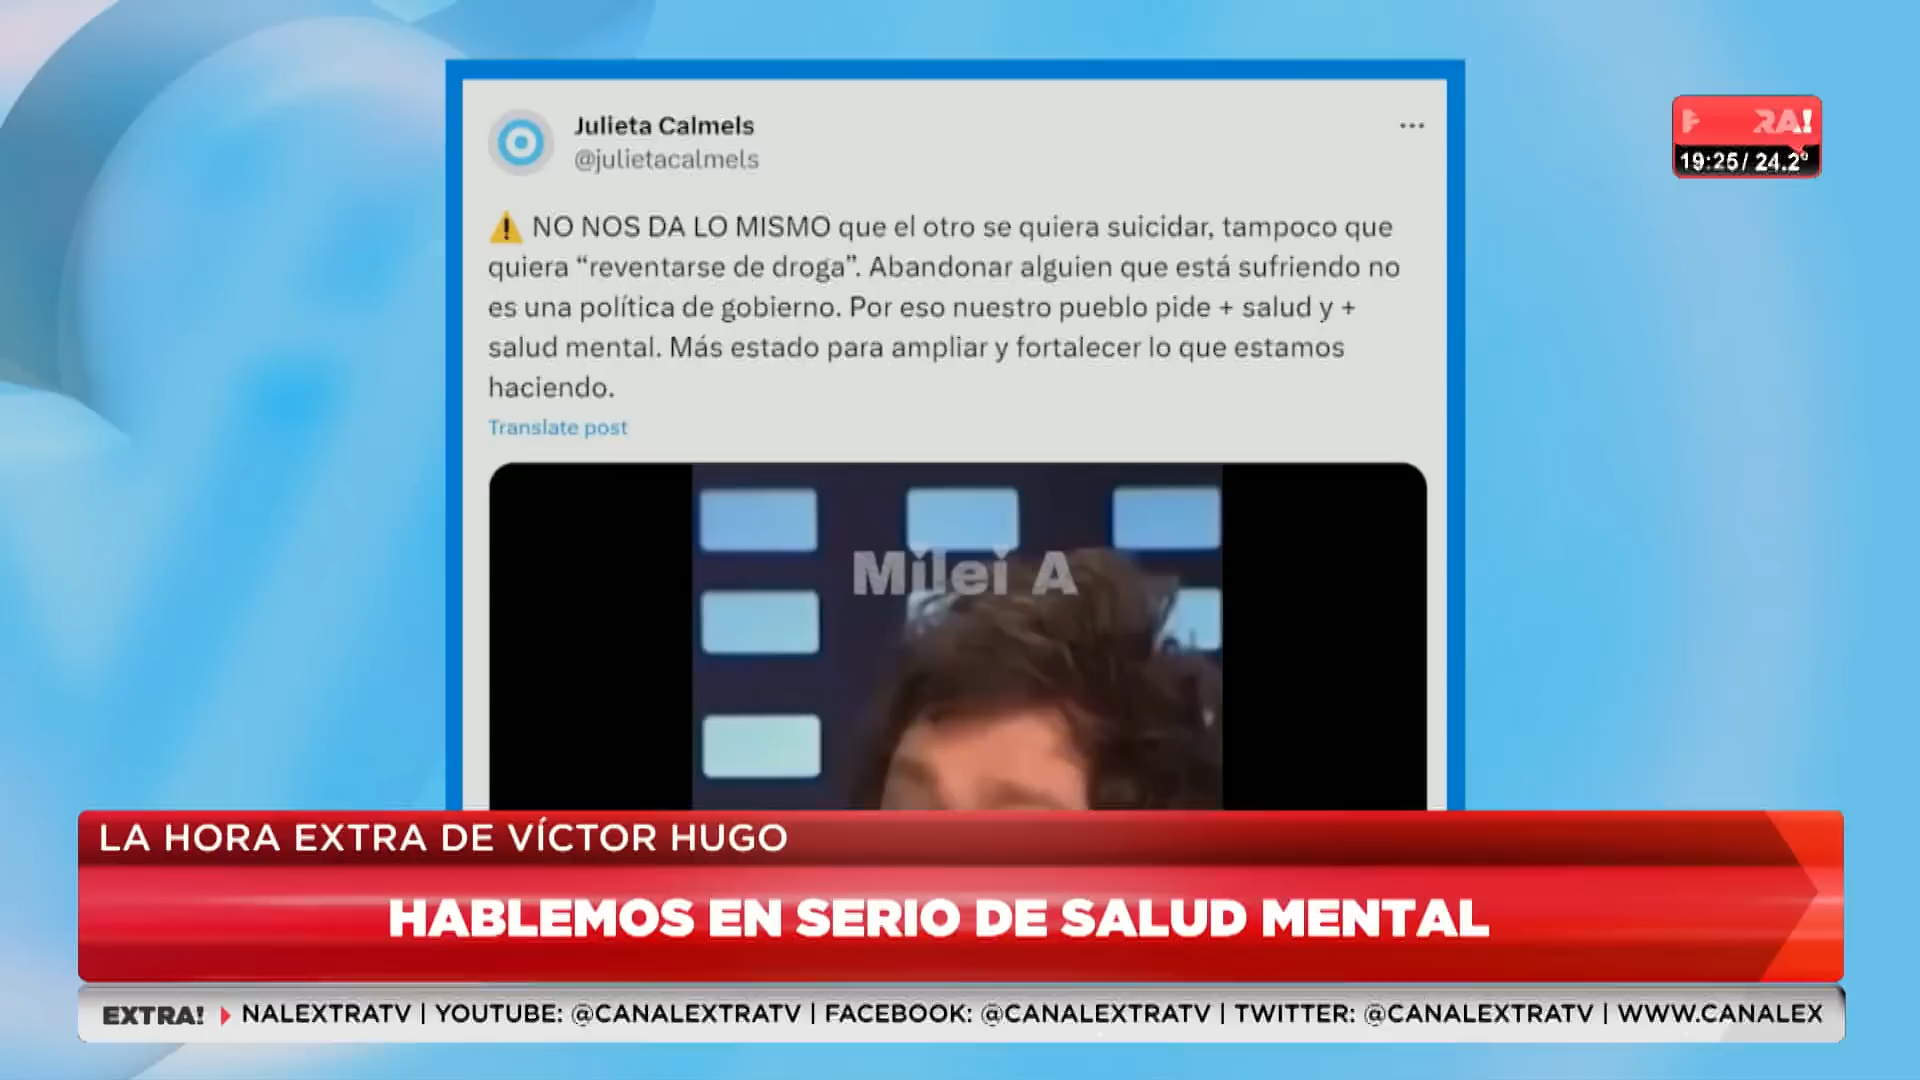 Julieta Calmels
@julietacalmels
NO NOS DA LO MISMO que el otro se quiera suicidar, tampoco que
quiera “reventarse de droga”. Abandonar alguien que está sufriendo no
es una política de gobierno. Por eso nuestro pueblo pide + salud y +
salud mental. Más estado para ampliar y fortalecer lo que estamos
haciendo.
Translate post
Milei A
RA!
19:25/ 24.2°
LA HORA EXTRA DE VÍCTOR HUGO
HABLEMOS EN SERIO DE SALUD MENTAL
EXTRA! NALEXTRATV | YOUTUBE: @CANALEXTRATV | FACEBOOK: @CANALEXTRATV | TWITTER: @CANALEXTRATV | WWW.CANALEX